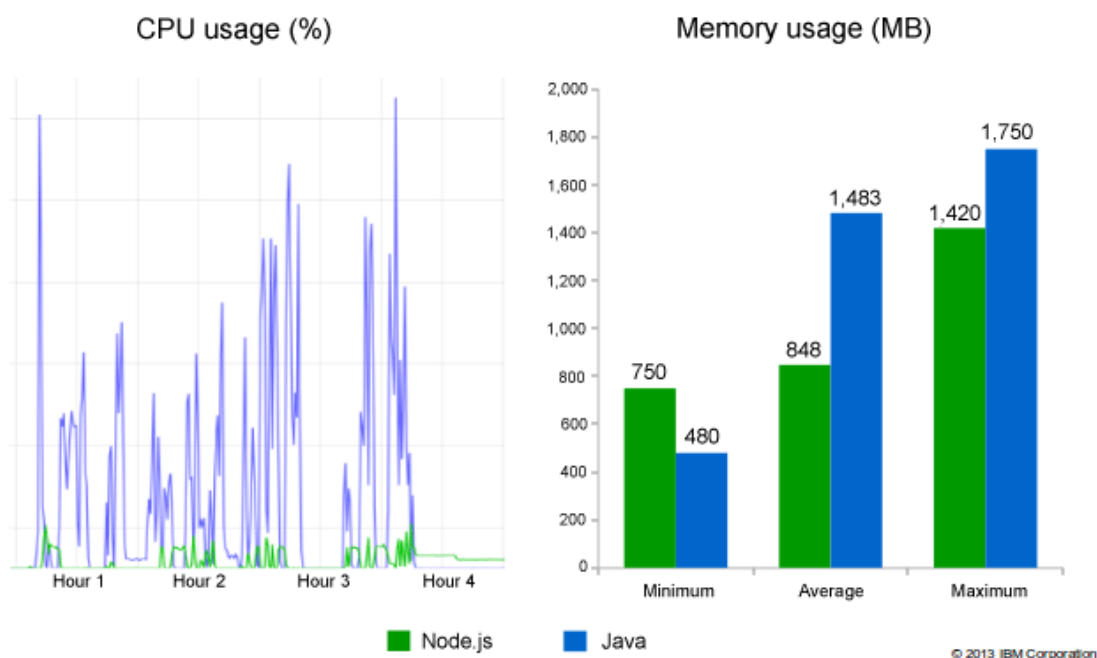 CPU usage (%)
Memory usage (MB)
Hour 1 Hour 2 Hour 3 Hour 4
2,000
1,800
1,600
1,400
1,200
1,000
800
600
400
200
0
750
480
848
1,483
1,420
1,750
Minimum Average Maximum
Node.js Java
© 2013 IBM Corporation